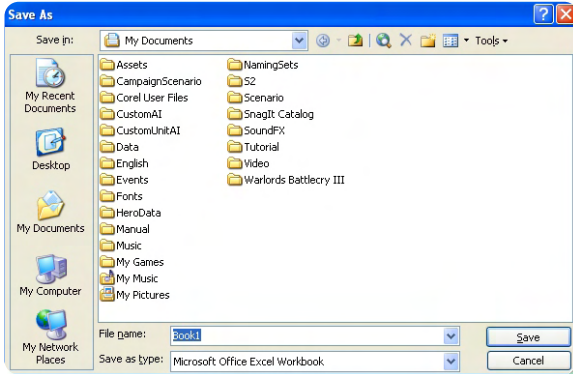 Save As
Save in:
My Documents
Tools
My Recent
Documents
Desktop
My Documents
My Computer
My Network
Places
Assets
CampaignScenario
Corel User Files
CustomAI
CustomUnitAI
Data
English
Events
Fonts
HeroData
Manual
Music
My Games
My Music
My Pictures
NamingSets
S2
Scenario
SnagIt Catalog
SoundFX
Tutorial
Video
Warlords Battlecry III
File name:
Book1
Save
Save as type:
Microsoft Office Excel Workbook
Cancel